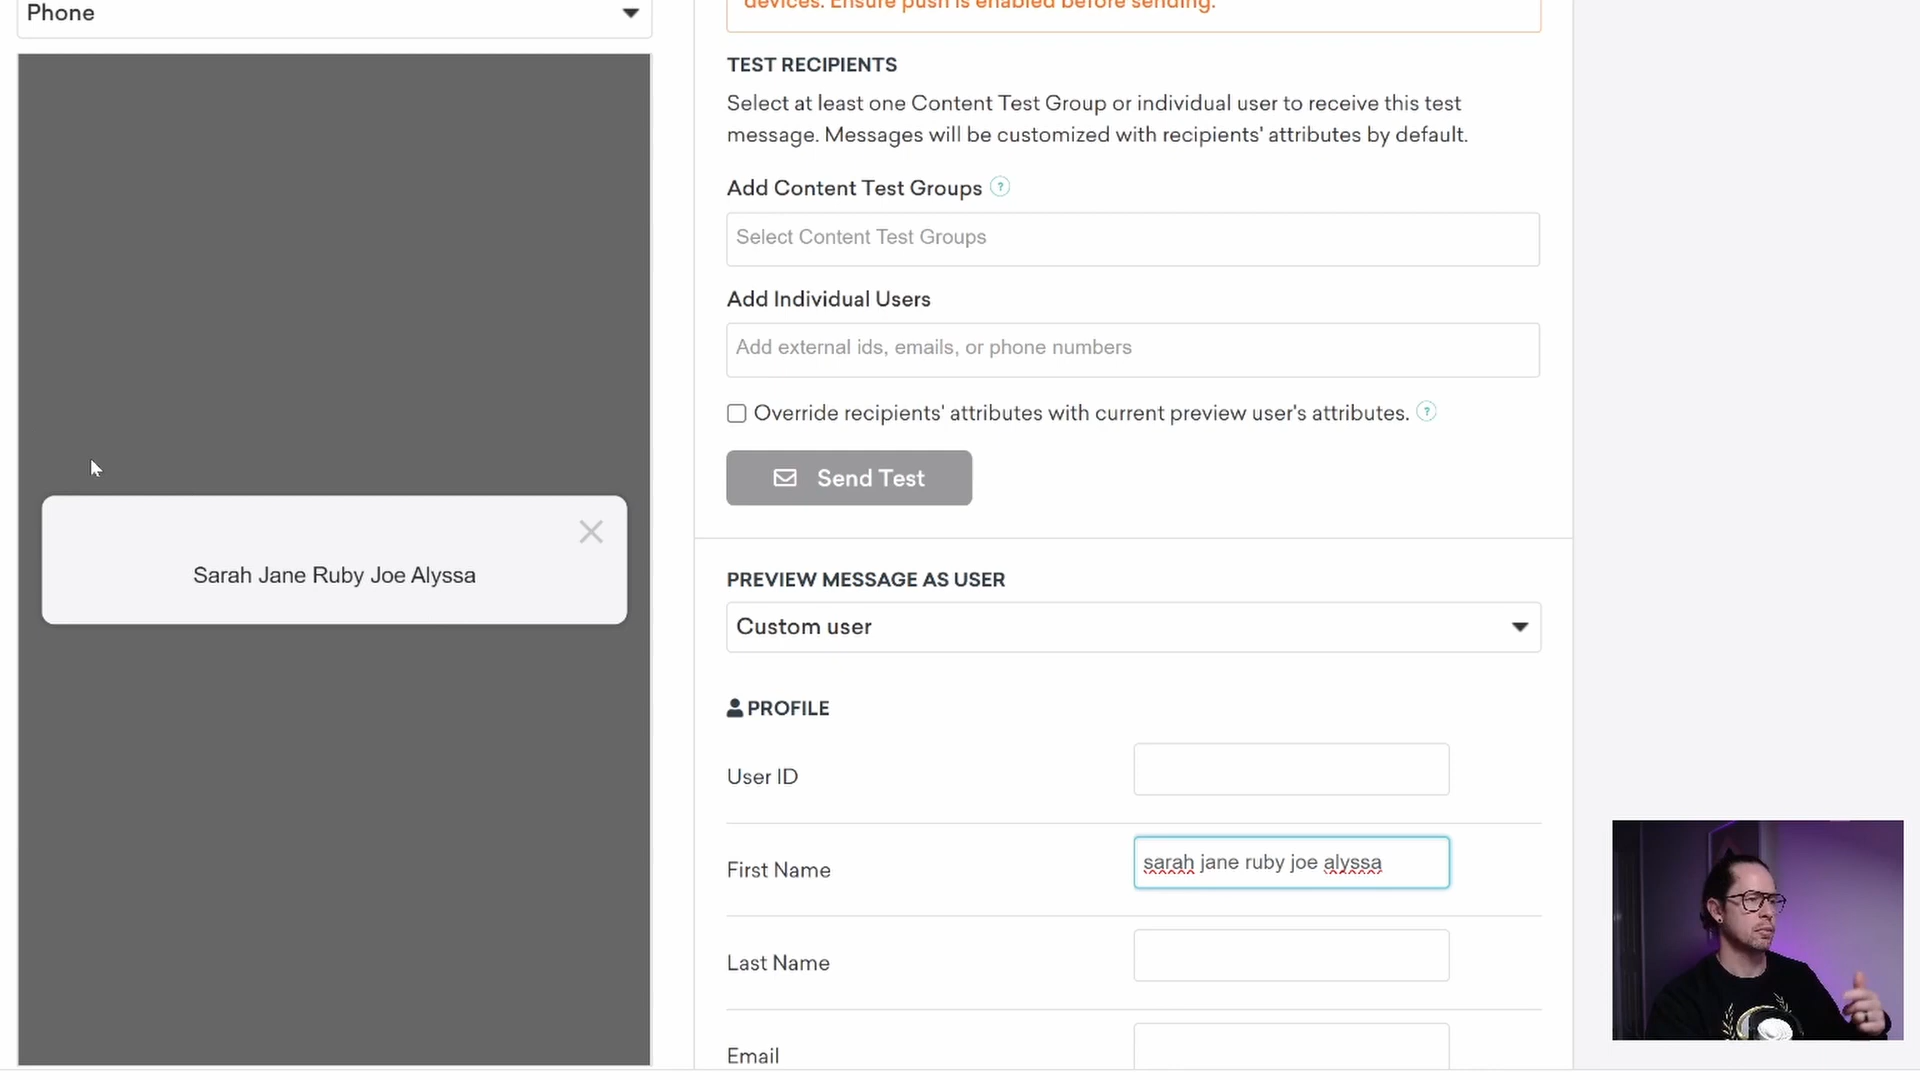 Phone
devices. Ensure push is enabled before sending.
TEST RECIPIENTS
Select at least one Content Test Group or individual user to receive this test
message. Messages will be customized with recipients' attributes by default.
Add Content Test Groups ?
Select Content Test Groups
Add Individual Users
Add external ids, emails, or phone numbers
Override recipients' attributes with current preview user's attributes. ?
Send Test
Sarah Jane Ruby Joe Alyssa
PREVIEW MESSAGE AS USER
Custom user
PROFILE
User ID
First Name
sarah jane ruby joe alyssa
Last Name
Email